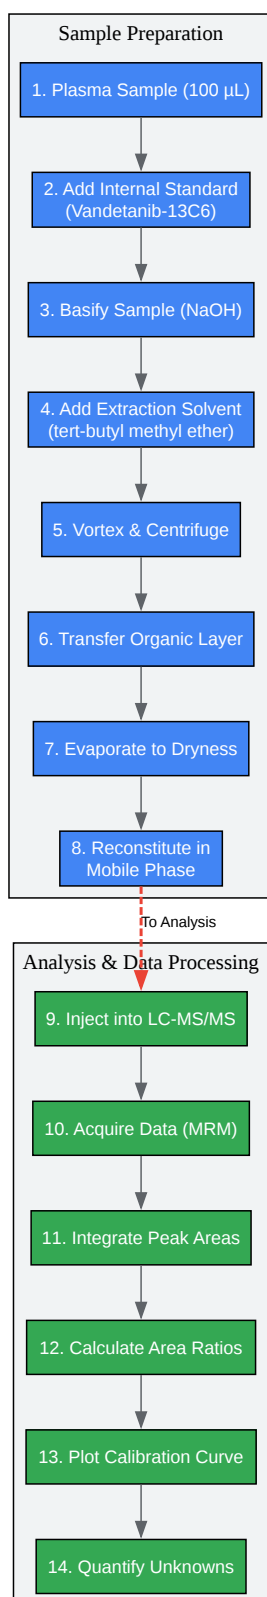 Sample Preparation
1. Plasma Sample (100 µL)
2. Add Internal Standard
(Vandetanib-13C6)
3. Basify Sample (NaOH)
4. Add Extraction Solvent
(tert-butyl methyl ether)
5. Vortex & Centrifuge
6. Transfer Organic Layer
7. Evaporate to Dryness
8. Reconstitute in
Mobile Phase
To Analysis
Analysis & Data Processing
9. Inject into LC-MS/MS
10. Acquire Data (MRM)
11. Integrate Peak Areas
12. Calculate Area Ratios
13. Plot Calibration Curve
14. Quantify Unknowns